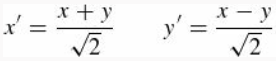 x′ = (x + y)/√2    y′ = (x − y)/√2